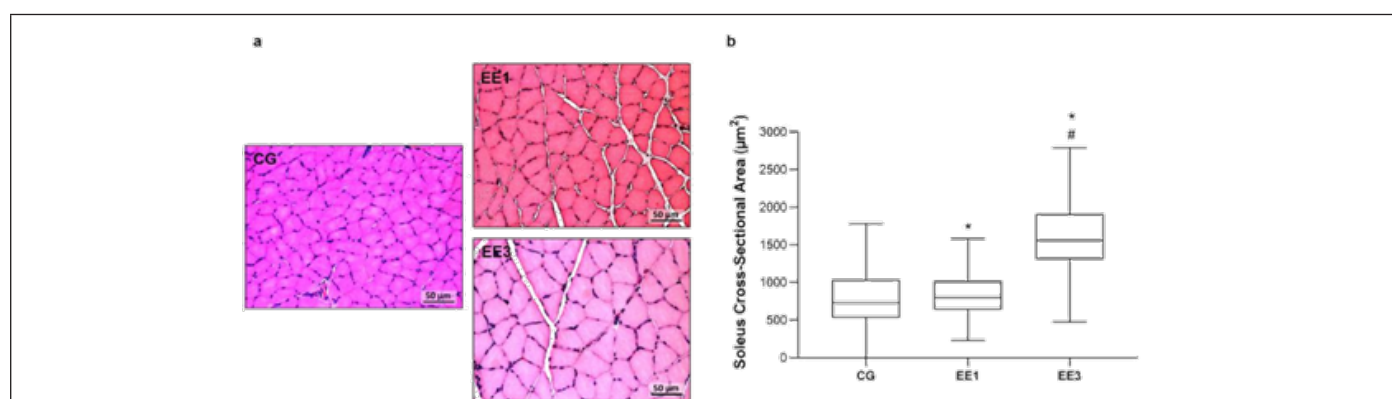 a
b
CG
50 µm
EE1
50 µm
EE3
50 µm
Soleus Cross-Sectional Area (µm²)
3000
2500
2000
1500
1000
500
0
*
*
#
CG
EE1
EE3